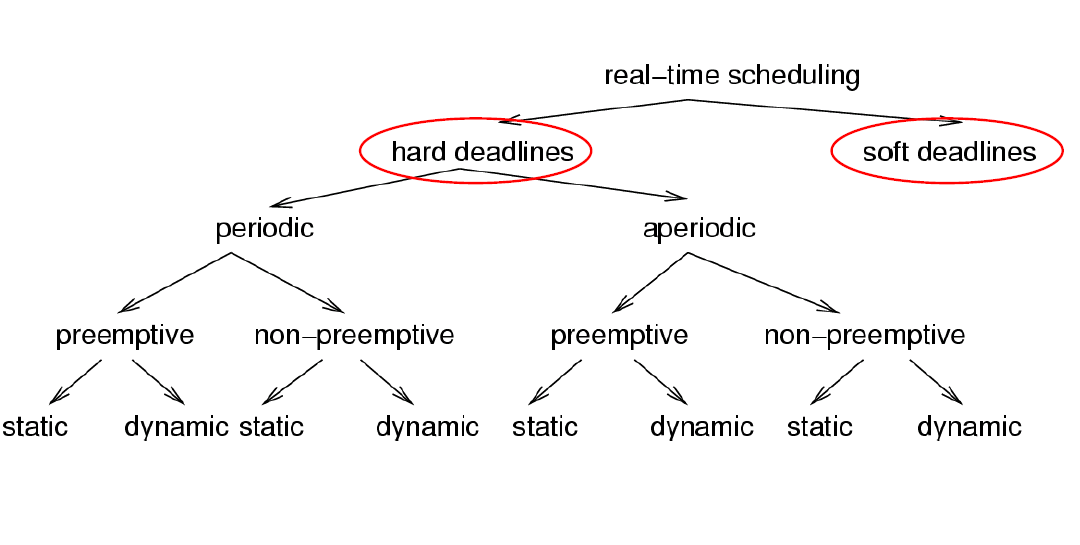 real−time scheduling
hard deadlines soft deadlines
periodic aperiodic
preemptive non−preemptive preemptive non−preemptive
static dynamic static dynamic static dynamic static dynamic